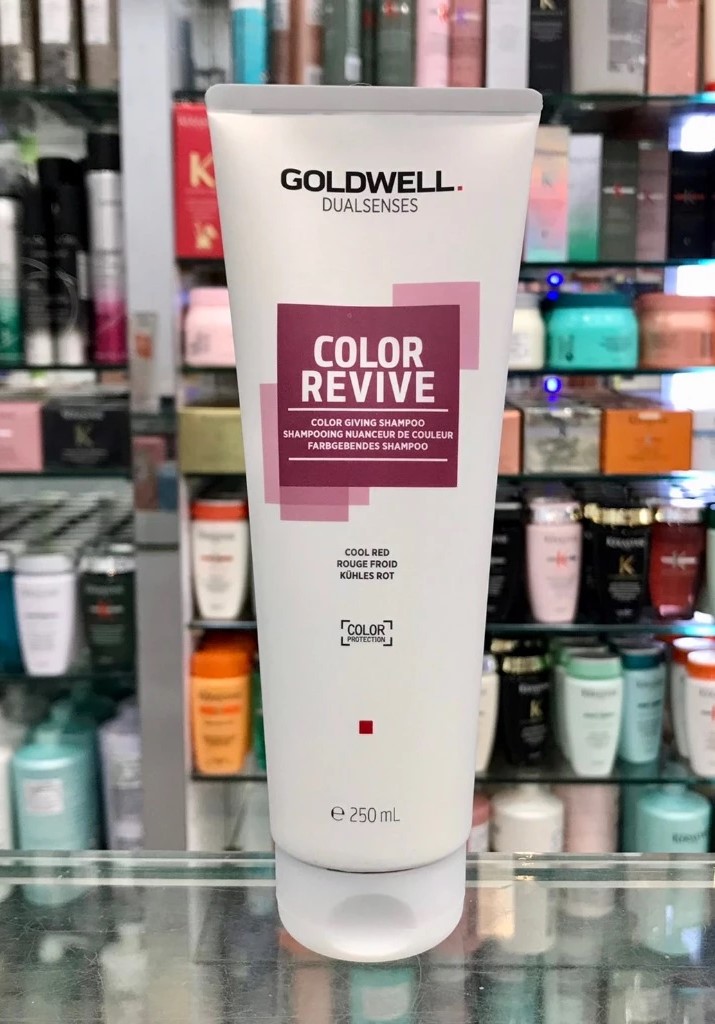 GOLDWELL.
DUALSENSES
COLOR
REVIVE
COLOR GIVING SHAMPOO
SHAMPOOING NUANCEUR DE COULEUR
FARBGEBENDES SHAMPOO
COOL RED
ROUGE FROID
KÜHLES ROT
COLOR
PROTECTION
℮ 250 mL